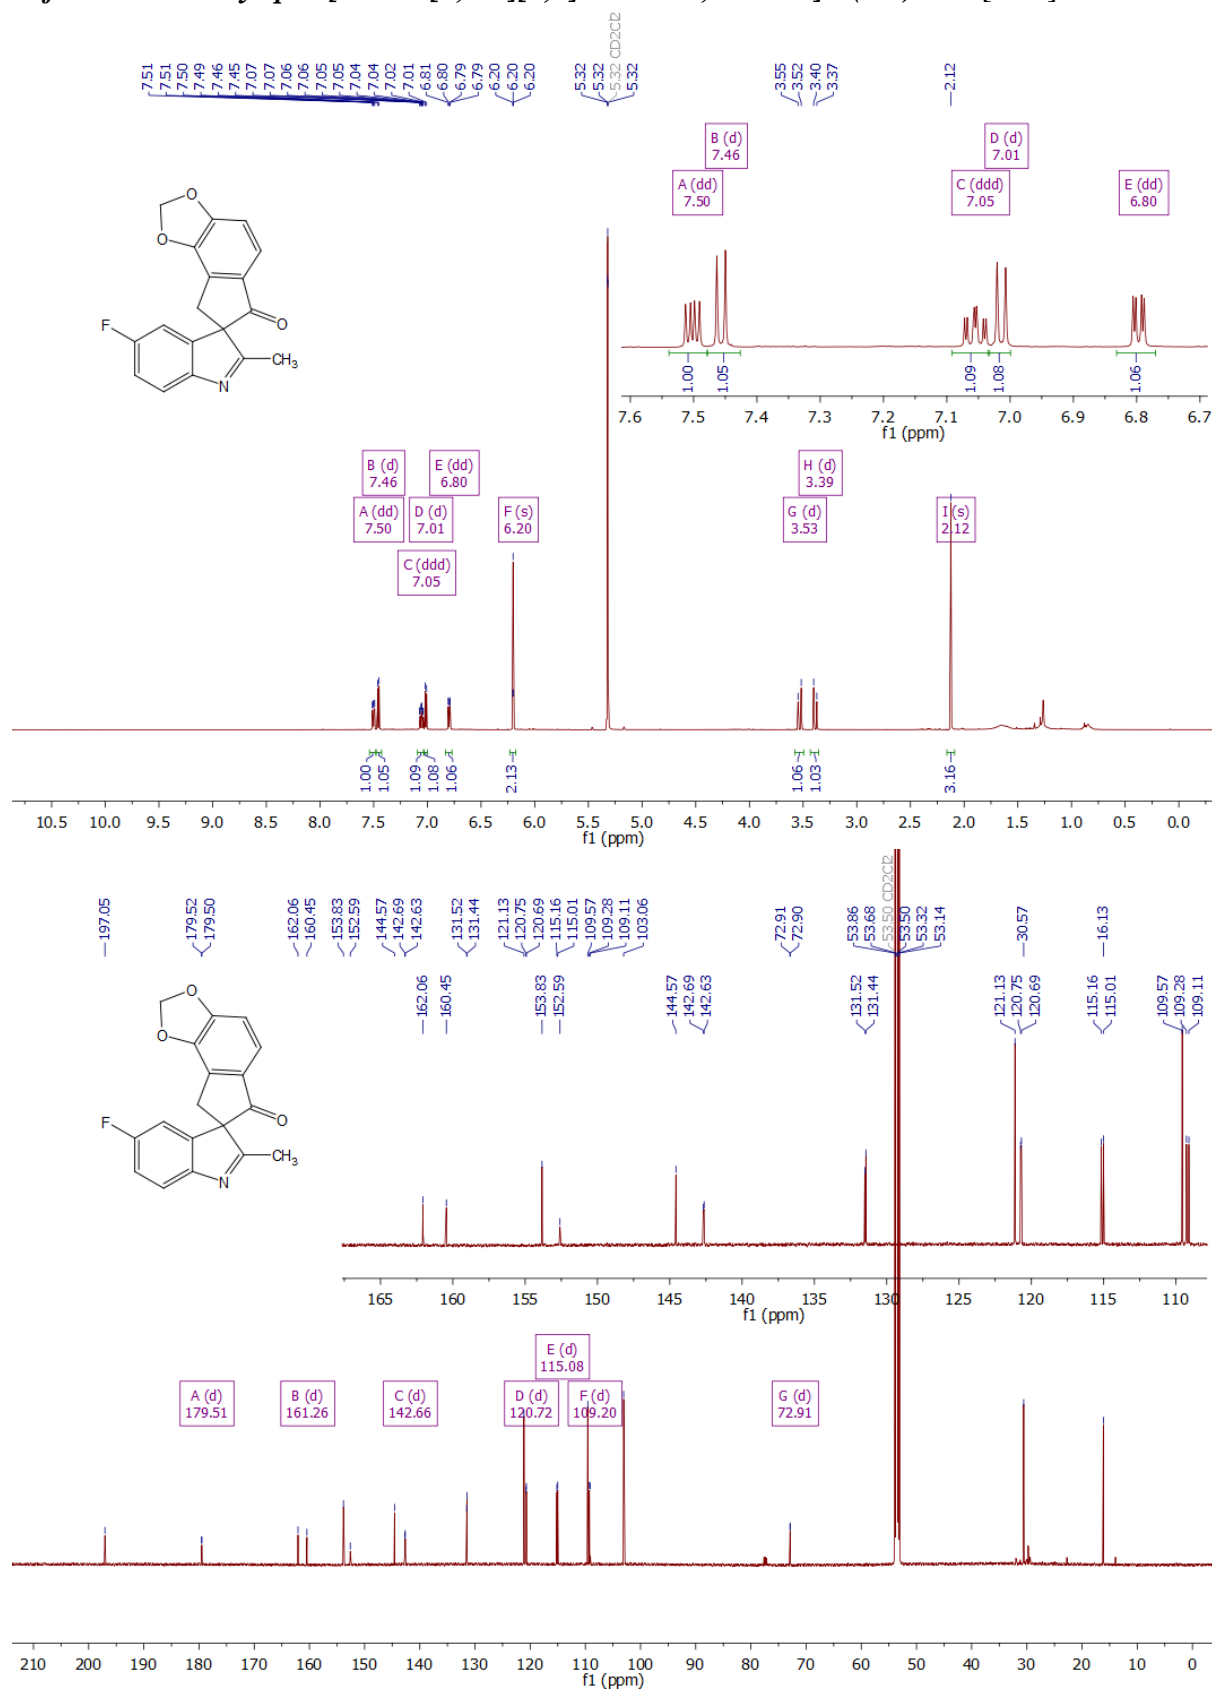 7.51 7.51 7.50 7.49 7.46 7.45 7.07 7.07 7.06 7.06 7.05 7.05 7.04 7.04 7.02 7.01 6.81 6.80 6.79 6.79 6.20 6.20 6.20 5.32 5.32 5.32 CD2Cl2 5.32 3.55 3.52 3.40 3.37 2.12
B (d) 7.46
D (d) 7.01
A (dd) 7.50
C (ddd) 7.05
E (dd) 6.80
O
O
O
F
CH3
N
1.00 1.05 1.09 1.08 1.06
7.6 7.5 7.4 7.3 7.2 7.1 7.0 6.9 6.8 6.7
f1 (ppm)
B (d) 7.46
E (dd) 6.80
H (d) 3.39
A (dd) 7.50
D (d) 7.01
F (s) 6.20
G (d) 3.53
I (s) 2.12
C (ddd) 7.05
1.00 1.05 1.09 1.08 1.06 2.13 1.06 1.03 3.16
10.5 10.0 9.5 9.0 8.5 8.0 7.5 7.0 6.5 6.0 5.5 5.0 4.5 4.0 3.5 3.0 2.5 2.0 1.5 1.0 0.5 0.0
f1 (ppm)
197.05 179.52 179.50 162.06 160.45 153.83 152.59 144.57 142.69 142.63 131.52 131.44 121.13 120.75 120.69 115.16 115.01 109.57 109.28 109.11 103.06 72.91 72.90 53.86 53.68 53.50 CD2Cl2 53.50 53.32 53.14 30.57 16.13
162.06 160.45 153.83 152.59 144.57 142.69 142.63 131.52 131.44 121.13 120.75 120.69 115.16 115.01 109.57 109.28 109.11
O
O
O
F
CH3
N
165 160 155 150 145 140 135 130 125 120 115 110
f1 (ppm)
E (d) 115.08
A (d) 179.51
B (d) 161.26
C (d) 142.66
D (d) 120.72
F (d) 109.20
G (d) 72.91
210 200 190 180 170 160 150 140 130 120 110 100 90 80 70 60 50 40 30 20 10 0
f1 (ppm)